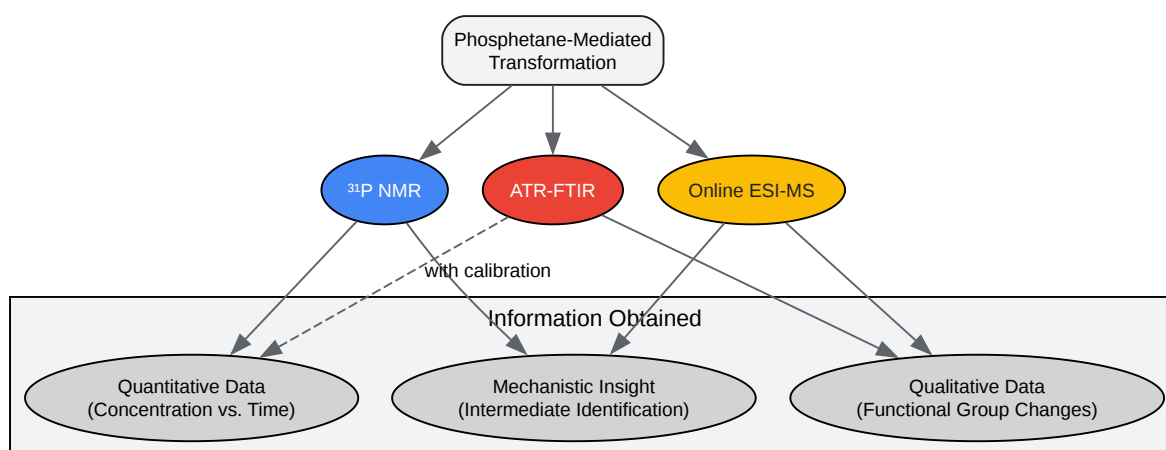 Phosphetane-Mediated
Transformation
³¹P NMR
ATR-FTIR
Online ESI-MS
with calibration
Information Obtained
Quantitative Data
(Concentration vs. Time)
Mechanistic Insight
(Intermediate Identification)
Qualitative Data
(Functional Group Changes)